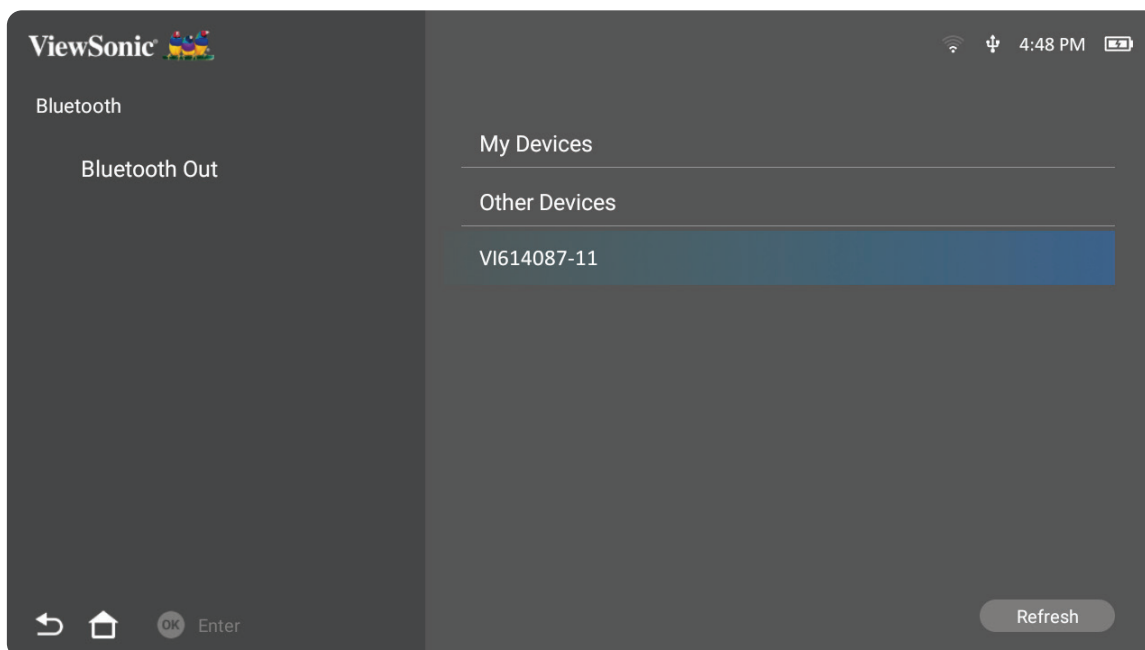 ViewSonic
4:48 PM
Bluetooth
Bluetooth Out
My Devices
Other Devices
VI614087-11
OK Enter
Refresh